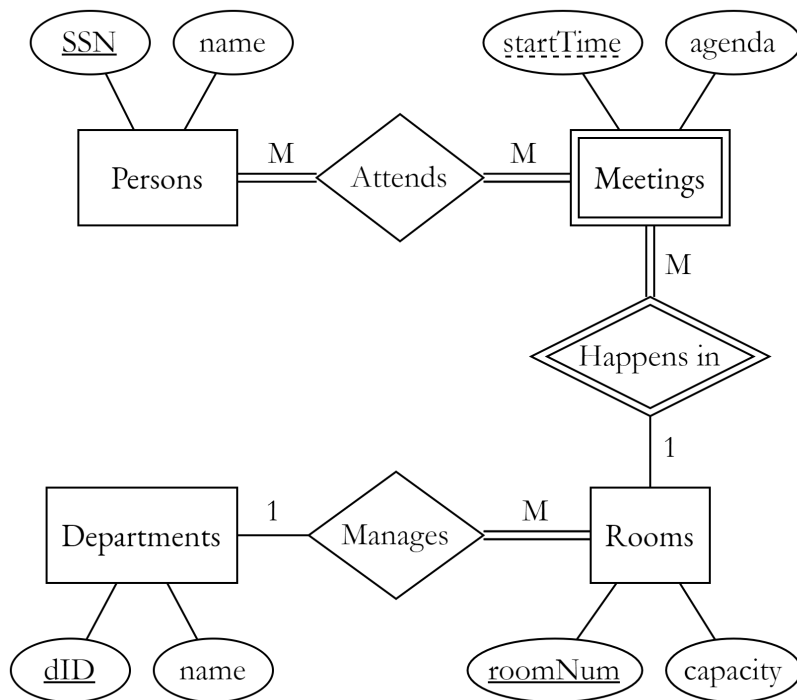 SSN
name
startTime
agenda
Persons
M
Attends
M
Meetings
M
Happens in
1
Departments
1
Manages
M
Rooms
dID
name
roomNum
capacity